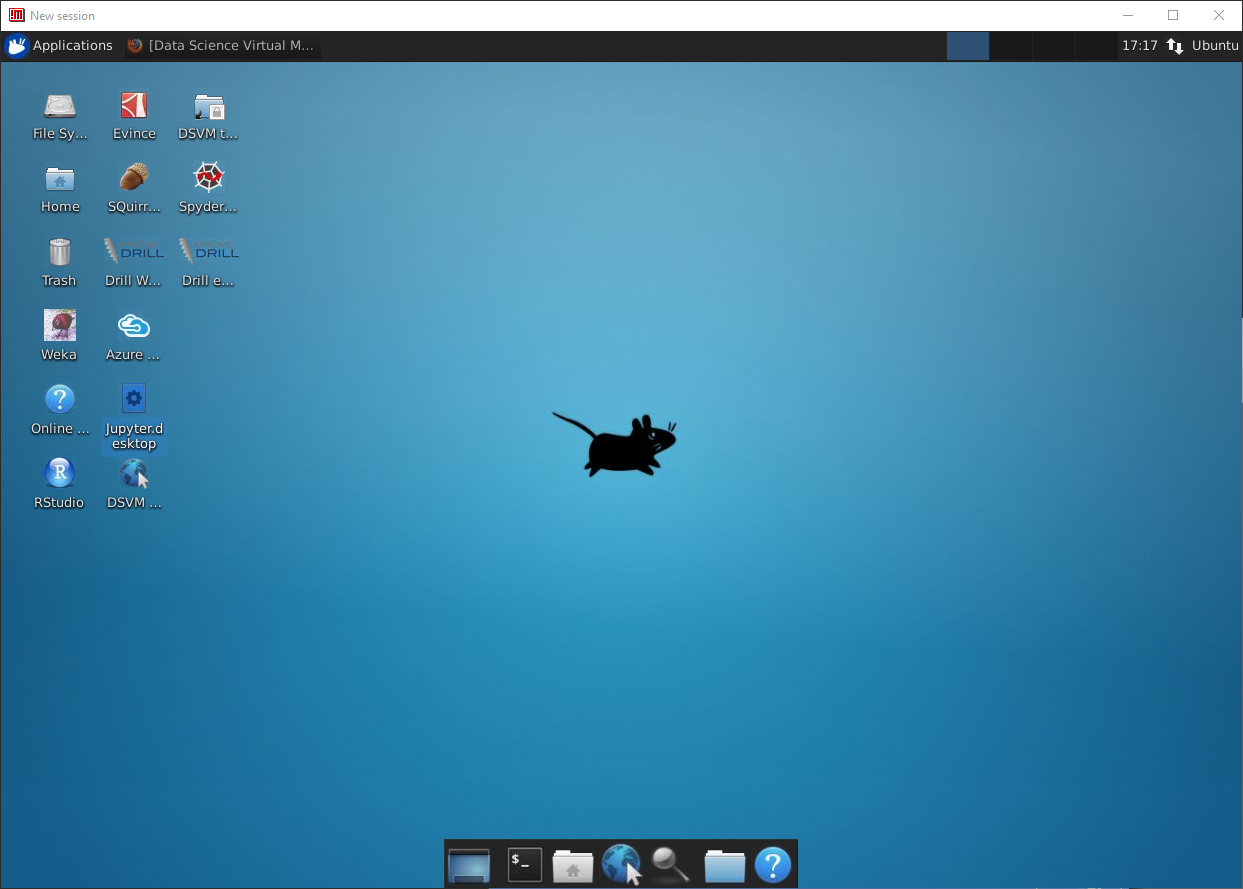 New session
Applications
[Data Science Virtual M...
17:17
Ubuntu
File Sy...
Evince
DSVM t...
Home
SQuirr...
Spyder...
DRILL
DRILL
Trash
Drill W...
Drill e...
Weka
Azure ...
?
Online ...
Jupyter.d
esktop
R
RStudio
DSVM ...
$_
?